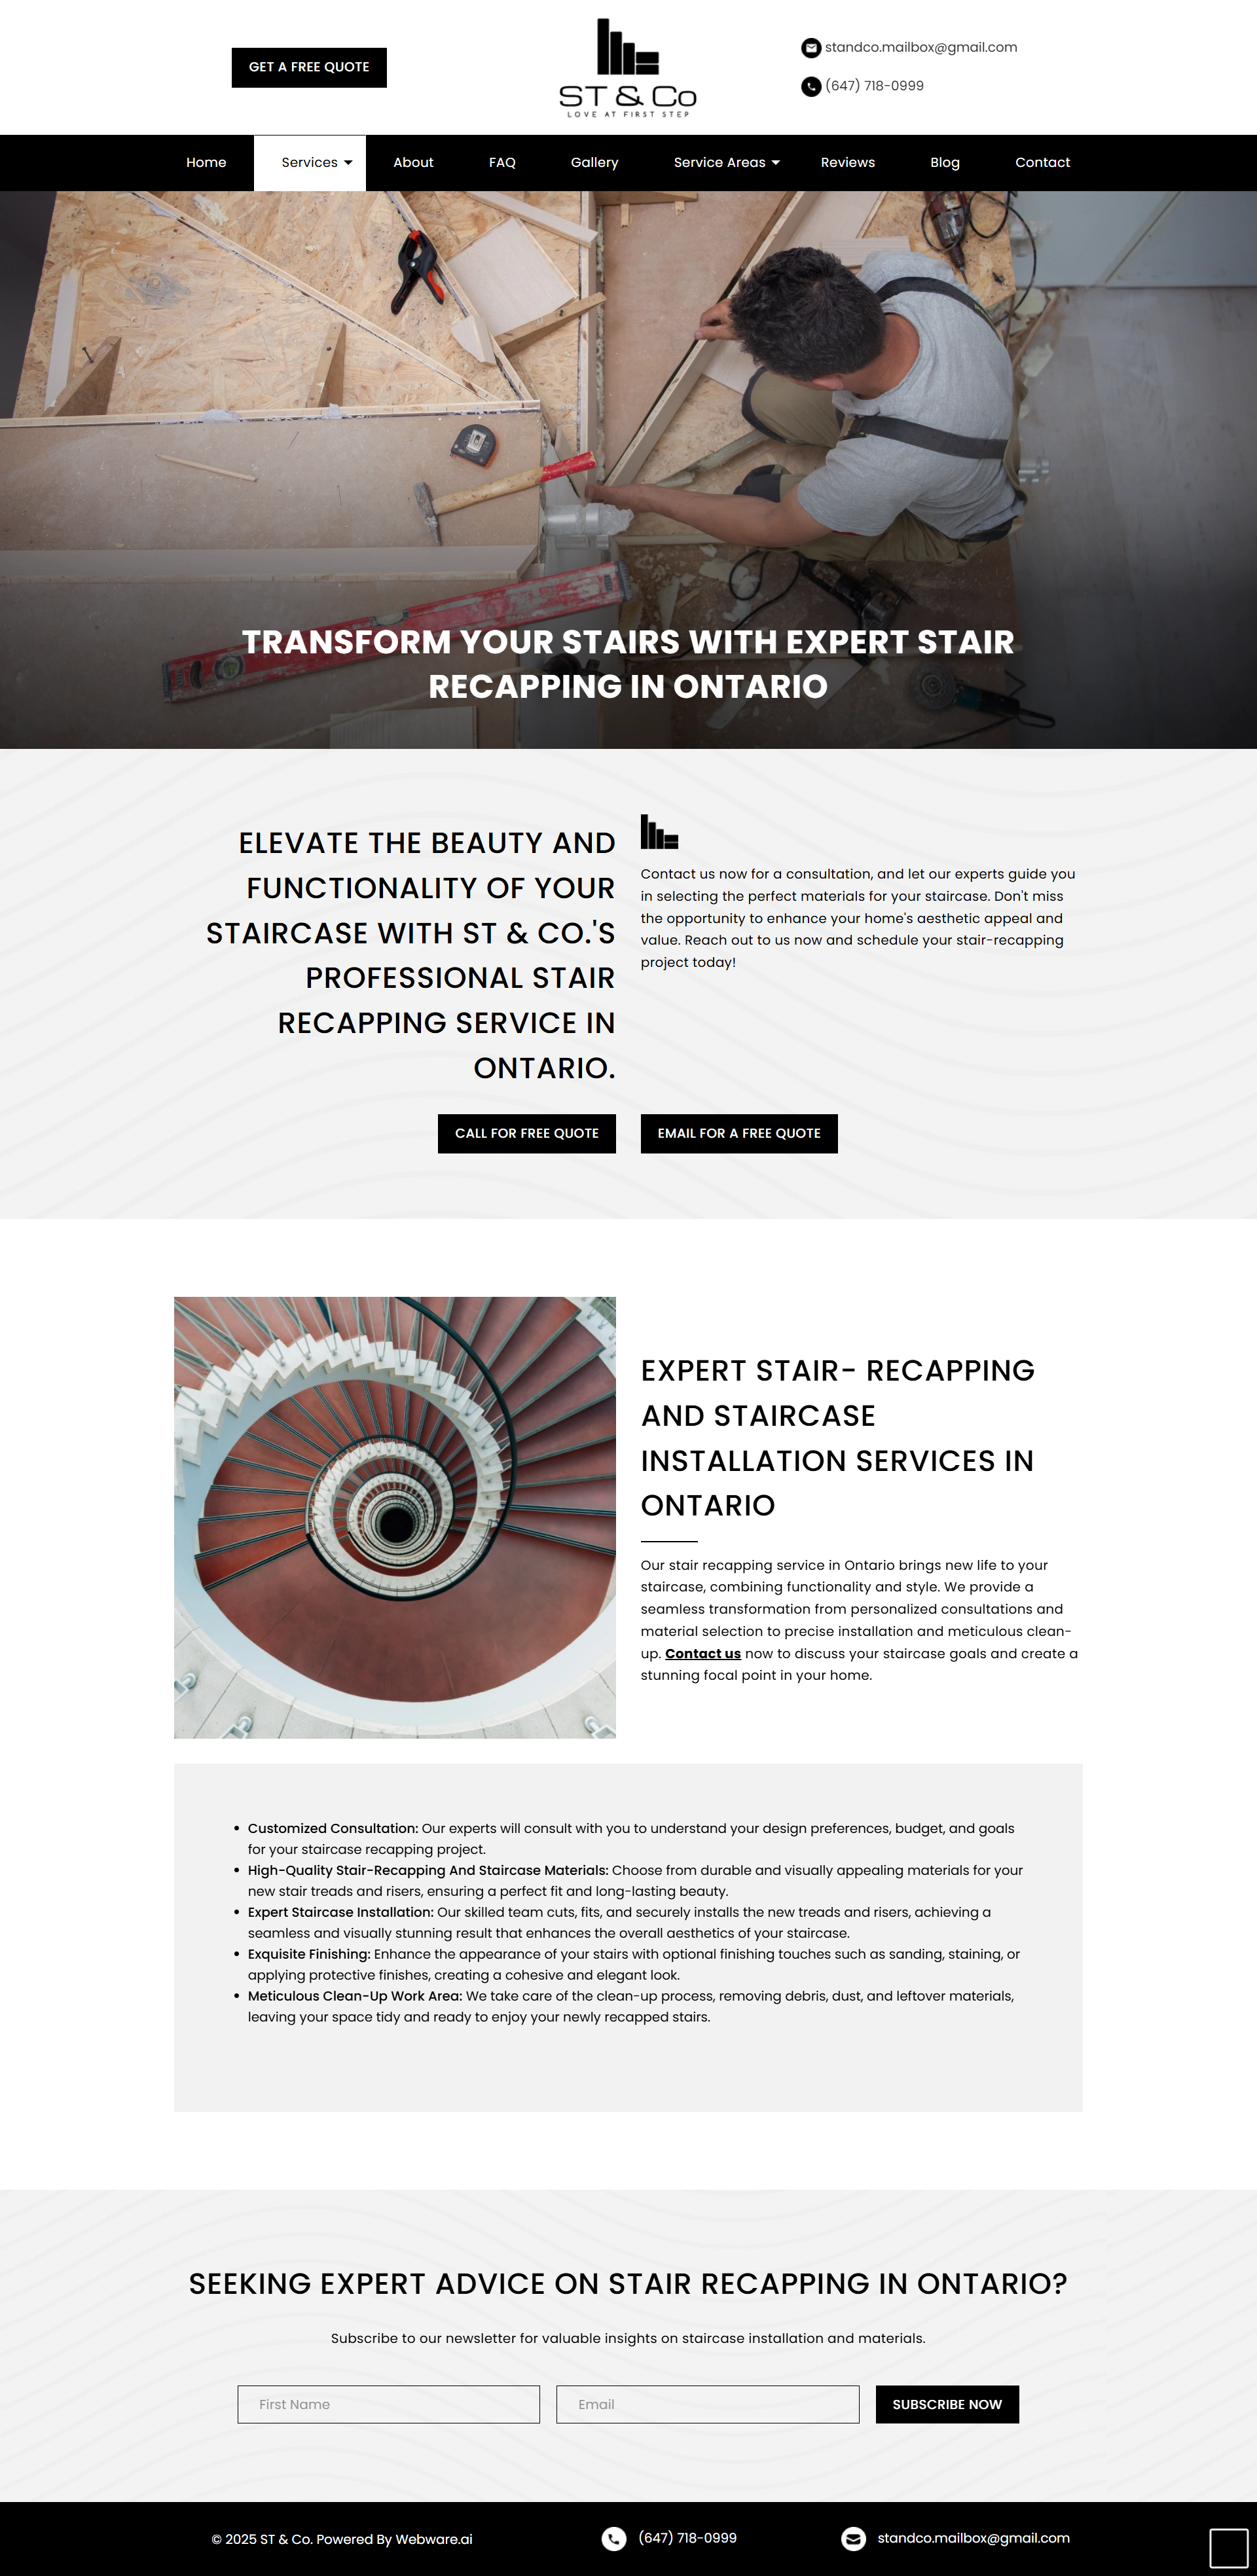 GET A FREE QUOTE
ST & Co
LOVE AT FIRST STEP
standco.mailbox@gmail.com
(647) 718-0999
Home
Services
About
FAQ
Gallery
Service Areas
Reviews
Blog
Contact
TRANSFORM YOUR STAIRS WITH EXPERT STAIR
RECAPPING IN ONTARIO
ELEVATE THE BEAUTY AND
FUNCTIONALITY OF YOUR
STAIRCASE WITH ST & CO.'S
PROFESSIONAL STAIR
RECAPPING SERVICE IN
ONTARIO.
Contact us now for a consultation, and let our experts guide you
in selecting the perfect materials for your staircase. Don't miss
the opportunity to enhance your home's aesthetic appeal and
value. Reach out to us now and schedule your stair-recapping
project today!
CALL FOR FREE QUOTE
EMAIL FOR A FREE QUOTE
EXPERT STAIR- RECAPPING
AND STAIRCASE
INSTALLATION SERVICES IN
ONTARIO
Our stair recapping service in Ontario brings new life to your
staircase, combining functionality and style. We provide a
seamless transformation from personalized consultations and
material selection to precise installation and meticulous clean-
up. Contact us now to discuss your staircase goals and create a
stunning focal point in your home.
• Customized Consultation: Our experts will consult with you to understand your design preferences, budget, and goals
for your staircase recapping project.
• High-Quality Stair-Recapping And Staircase Materials: Choose from durable and visually appealing materials for your
new stair treads and risers, ensuring a perfect fit and long-lasting beauty.
• Expert Staircase Installation: Our skilled team cuts, fits, and securely installs the new treads and risers, achieving a
seamless and visually stunning result that enhances the overall aesthetics of your staircase.
• Exquisite Finishing: Enhance the appearance of your stairs with optional finishing touches such as sanding, staining, or
applying protective finishes, creating a cohesive and elegant look.
• Meticulous Clean-Up Work Area: We take care of the clean-up process, removing debris, dust, and leftover materials,
leaving your space tidy and ready to enjoy your newly recapped stairs.
SEEKING EXPERT ADVICE ON STAIR RECAPPING IN ONTARIO?
Subscribe to our newsletter for valuable insights on staircase installation and materials.
First Name
Email
SUBSCRIBE NOW
© 2025 ST & Co. Powered By Webware.ai
(647) 718-0999
standco.mailbox@gmail.com